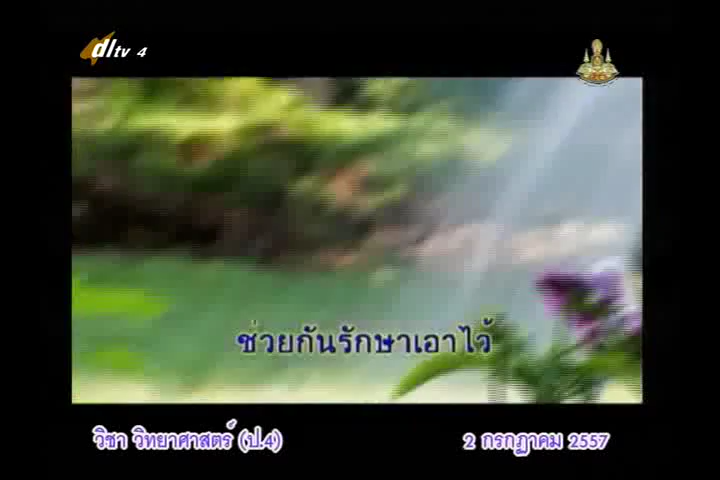 dltv 4
ช่วยกันรักษาเอาไว้
วิชา วิทยาศาสตร์ (ป.4)
2 กรกฎาคม 2557